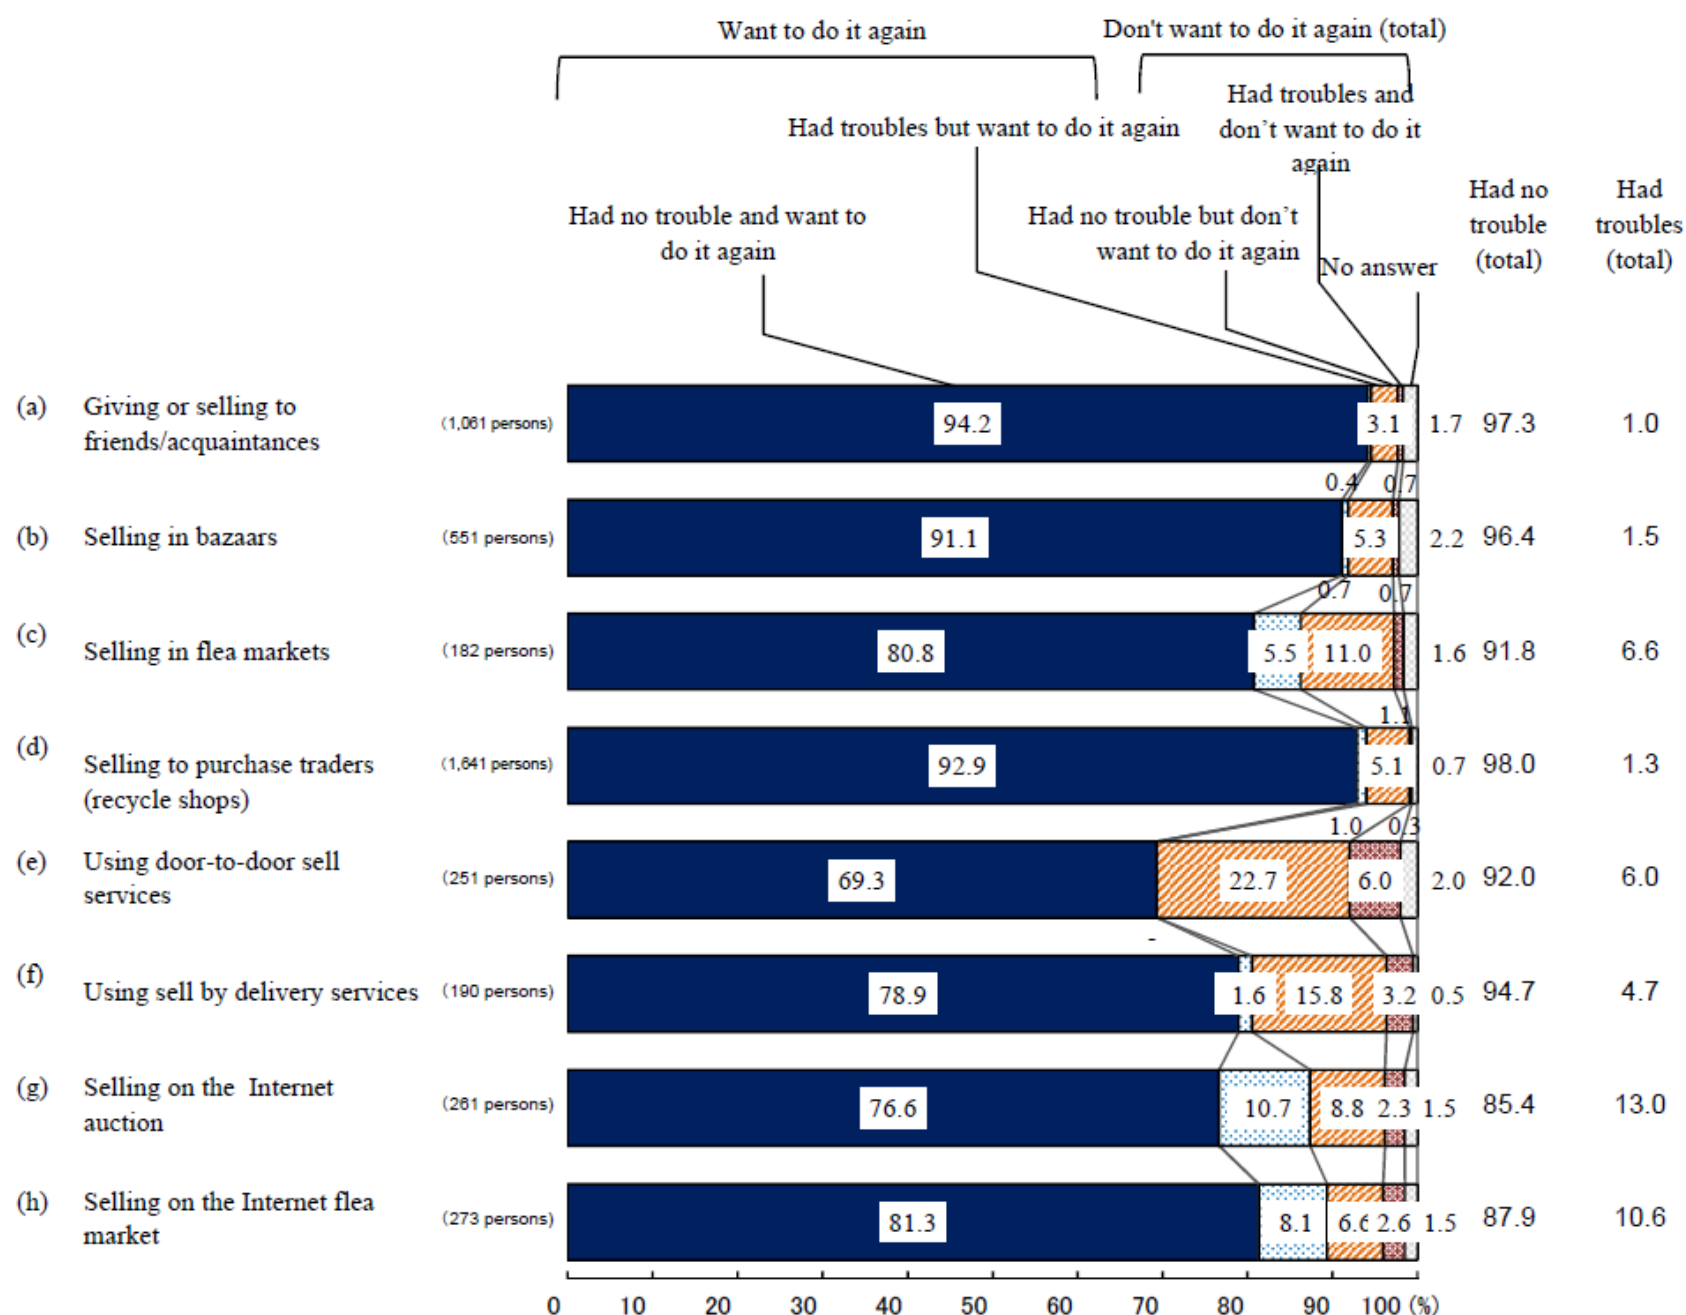 Want to do it again
Don't want to do it again (total)
Had troubles and
don’t want to do it
again
Had troubles but want to do it again
Had no
trouble
(total)
Had
troubles
(total)
Had no trouble and want to
do it again
Had no trouble but don’t
want to do it again
No answer
(a) Giving or selling to
friends/acquaintances
(1,061 persons) 94.2 3.1 1.7 97.3 1.0
0.4 0.7
(b) Selling in bazaars (551 persons) 91.1 5.3 2.2 96.4 1.5
0.7 0.7
(c) Selling in flea markets (182 persons) 80.8 5.5 11.0 1.6 91.8 6.6
1.1
(d) Selling to purchase traders
(recycle shops)
(1,641 persons) 92.9 5.1 0.7 98.0 1.3
1.0 0.3
(e) Using door-to-door sell
services
(251 persons) 69.3 22.7 6.0 2.0 92.0 6.0
-
(f) Using sell by delivery services (190 persons) 78.9 1.6 15.8 3.2 0.5 94.7 4.7
(g) Selling on the Internet
auction
(261 persons) 76.6 10.7 8.8 2.3 1.5 85.4 13.0
(h) Selling on the Internet flea
market
(273 persons) 81.3 8.1 6.6 2.6 1.5 87.9 10.6
0 10 20 30 40 50 60 70 80 90 100 (%)